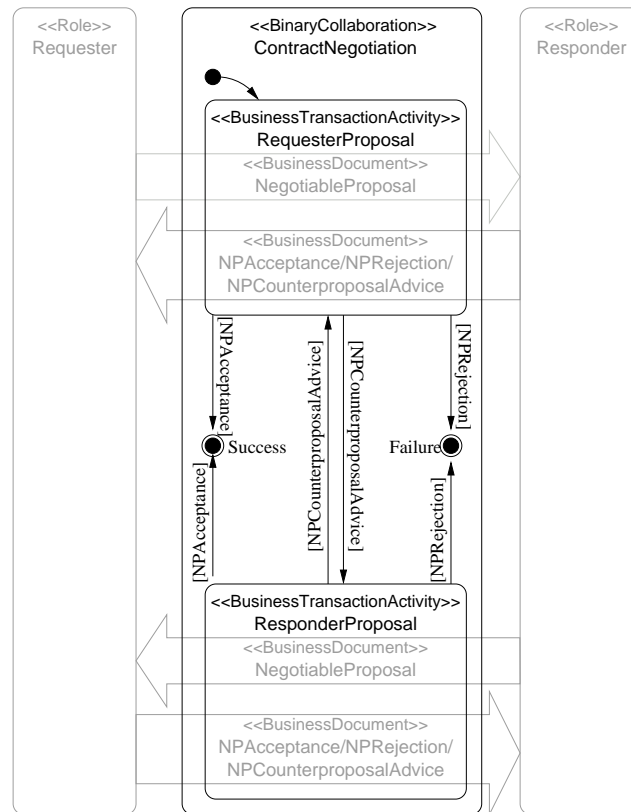 <<Role>>
Requester
<<BinaryCollaboration>>
ContractNegotiation
<<Role>>
Responder
<<BusinessTransactionActivity>>
RequesterProposal
<<BusinessDocument>>
NegotiableProposal
<<BusinessDocument>>
NPAcceptance/NPRejection/
NPCounterproposalAdvice
[NPAcceptance]
[NPCounterproposalAdvice]
[NPCounterproposalAdvice]
[NPRejection]
Success
Failure
[NPAcceptance]
[NPRejection]
<<BusinessTransactionActivity>>
ResponderProposal
<<BusinessDocument>>
NegotiableProposal
<<BusinessDocument>>
NPAcceptance/NPRejection/
NPCounterproposalAdvice